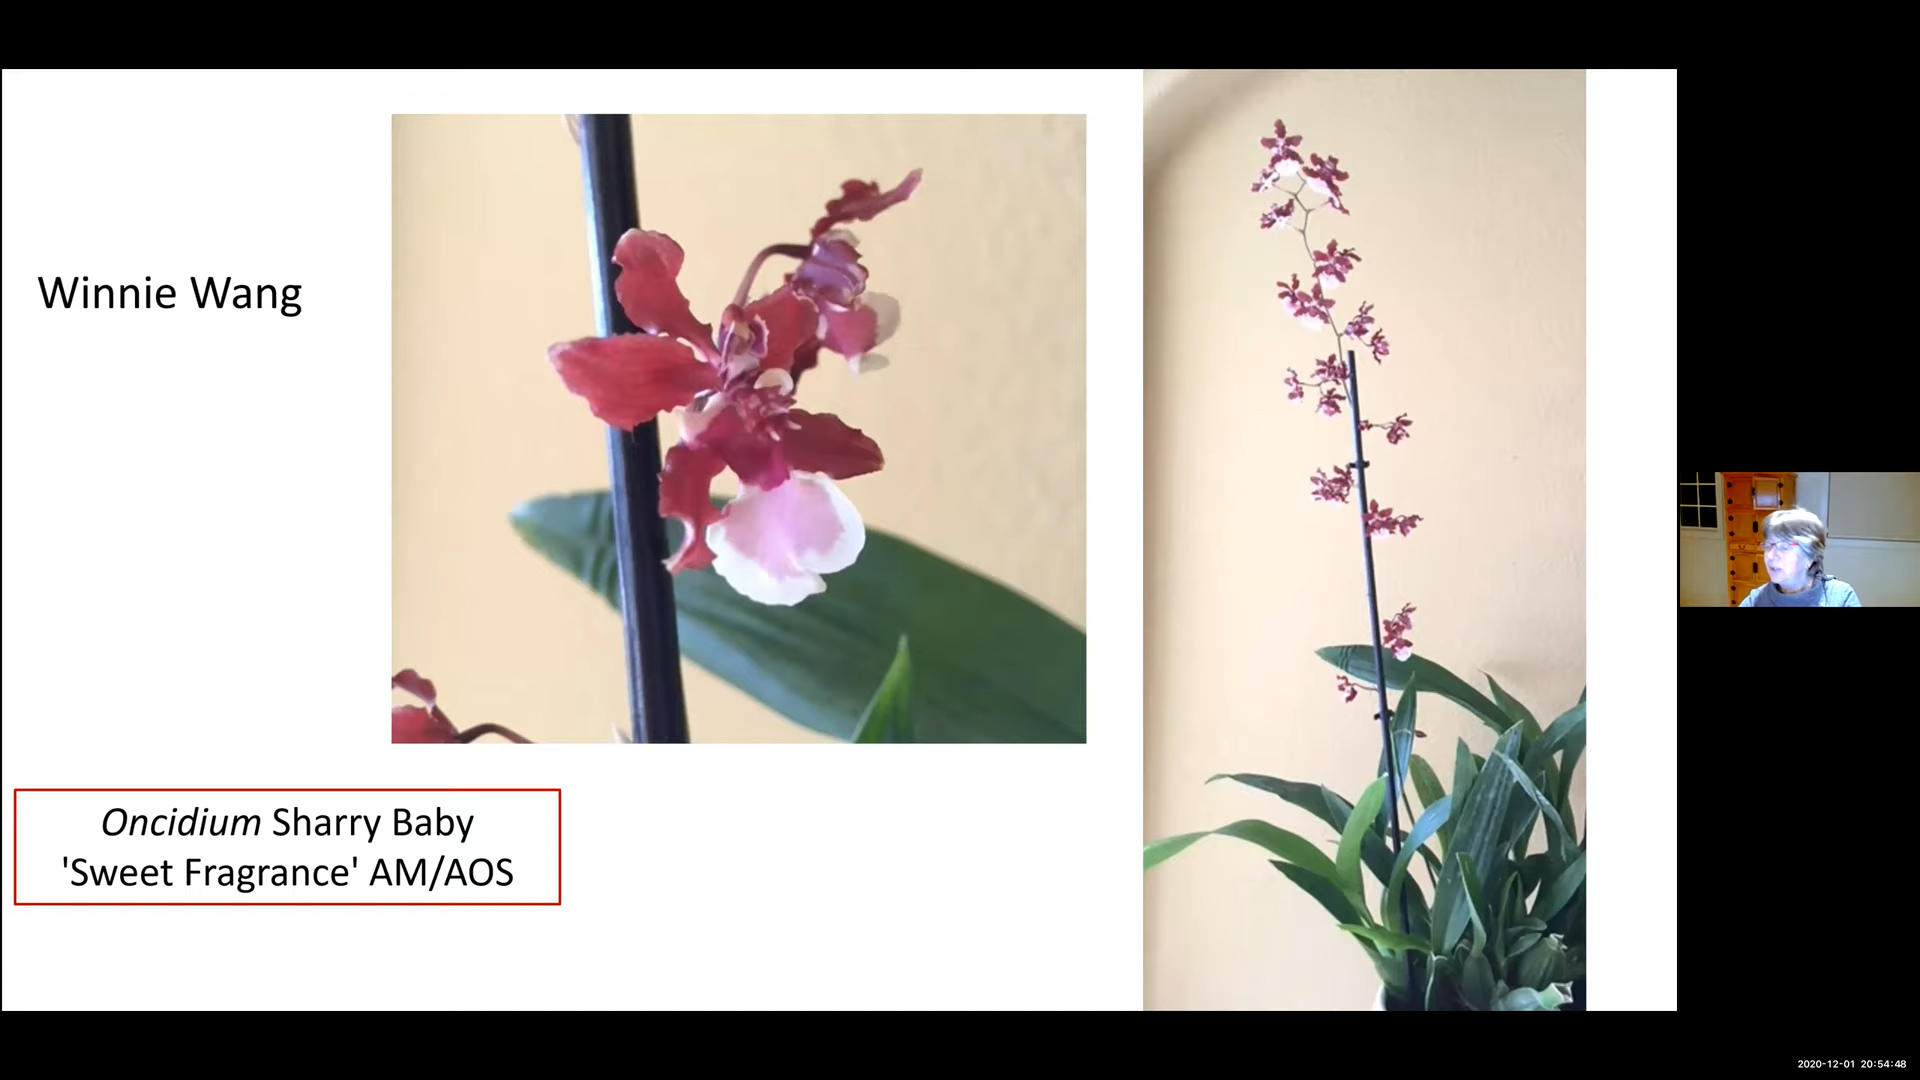 Winnie Wang
Oncidium Sharry Baby
'Sweet Fragrance' AM/AOS
2020-12-01 20:54:48